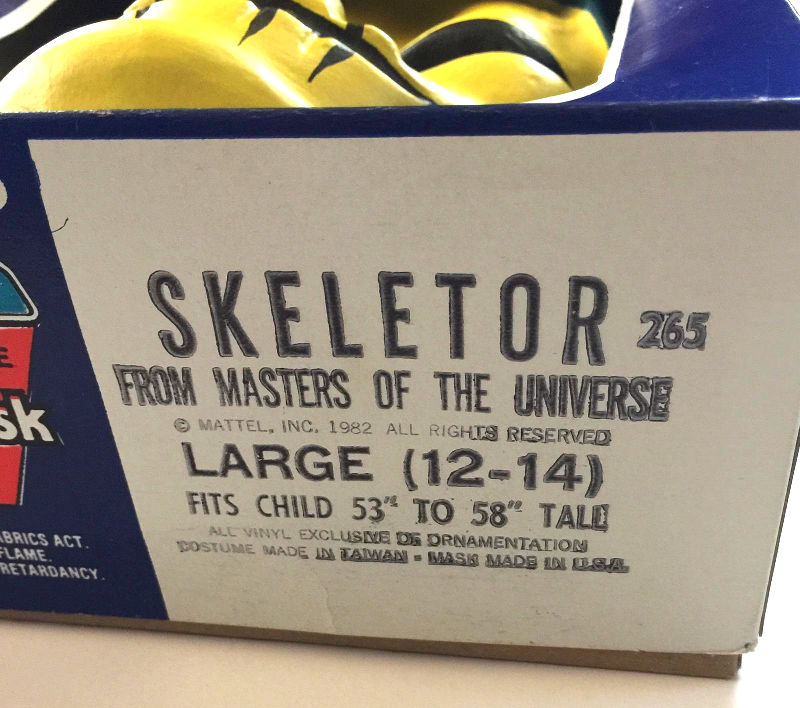 SKELETOR 265
FROM MASTERS OF THE UNIVERSE
© MATTEL, INC. 1982 ALL RIGHTS RESERVED
LARGE (12-14)
FITS CHILD 53" TO 58" TALL
ALL VINYL EXCLUSIVE OF ORNAMENTATION
COSTUME MADE IN TAIWAN - MASK MADE IN U.S.A.
E
sk
ABRICS ACT.
FLAME.
RETARDANCY.